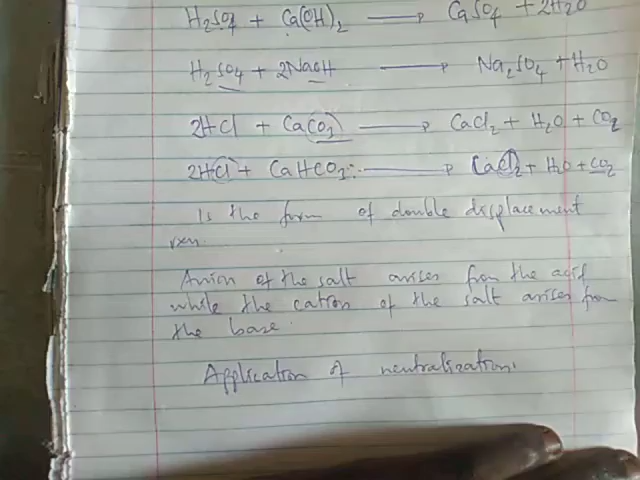 H₂SO₄ + Ca(OH)₂ → CaSO₄ + 2H₂O
H₂SO₄ + 2NaOH → Na₂SO₄ + H₂O
2HCl + CaCO₃ → CaCl₂ + H₂O + CO₂
2HCl + CaHCO₃ → CaCl₂ + H₂O + CO₂
Is the form of double displacement
rxn.
Anion of the salt arises from the acid
while the cation of the salt arises from
the base.
Application of neutralization.